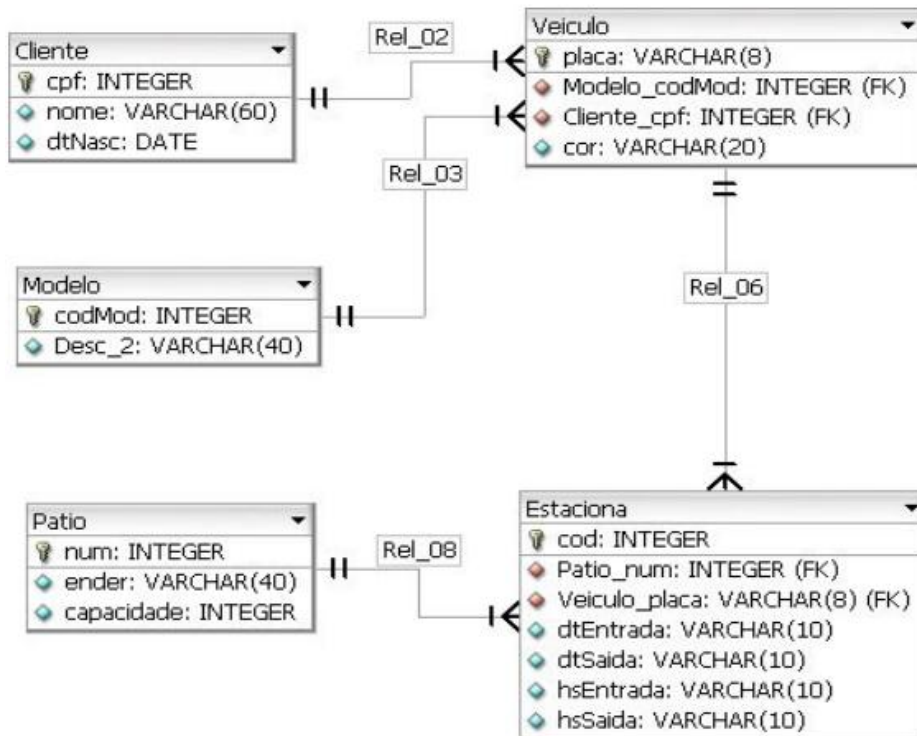 Cliente
cpf: INTEGER
nome: VARCHAR(60)
dtNasc: DATE
Rel_02
Veiculo
placa: VARCHAR(8)
Modelo_codMod: INTEGER (FK)
Cliente_cpf: INTEGER (FK)
cor: VARCHAR(20)
Rel_03
Modelo
codMod: INTEGER
Desc_2: VARCHAR(40)
Rel_06
Patio
num: INTEGER
ender: VARCHAR(40)
capacidade: INTEGER
Rel_08
Estaciona
cod: INTEGER
Patio_num: INTEGER (FK)
Veiculo_placa: VARCHAR(8) (FK)
dtEntrada: VARCHAR(10)
dtSaida: VARCHAR(10)
hsEntrada: VARCHAR(10)
hsSaida: VARCHAR(10)